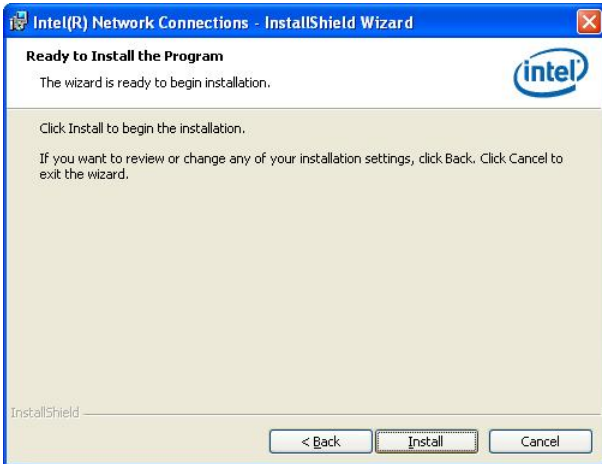 Intel(R) Network Connections - InstallShield Wizard
Ready to Install the Program
The wizard is ready to begin installation.
intel
Click Install to begin the installation.
If you want to review or change any of your installation settings, click Back. Click Cancel to
exit the wizard.
InstallShield
< Back
Install
Cancel